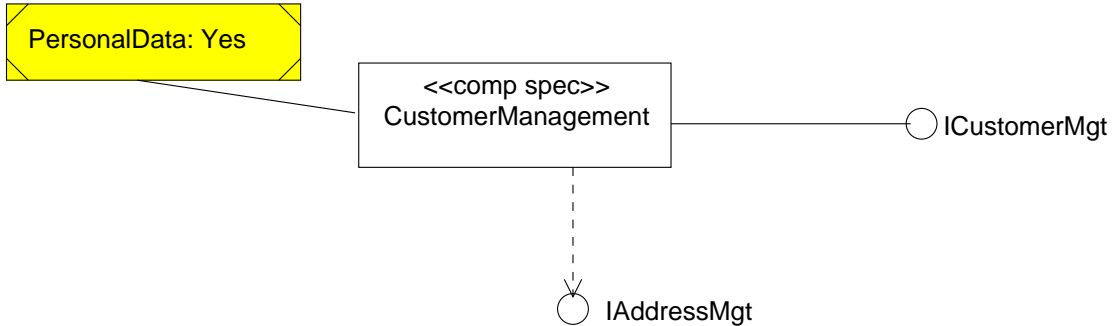 PersonalData: Yes
<<comp spec>>
CustomerManagement
ICustomerMgt
IAddressMgt